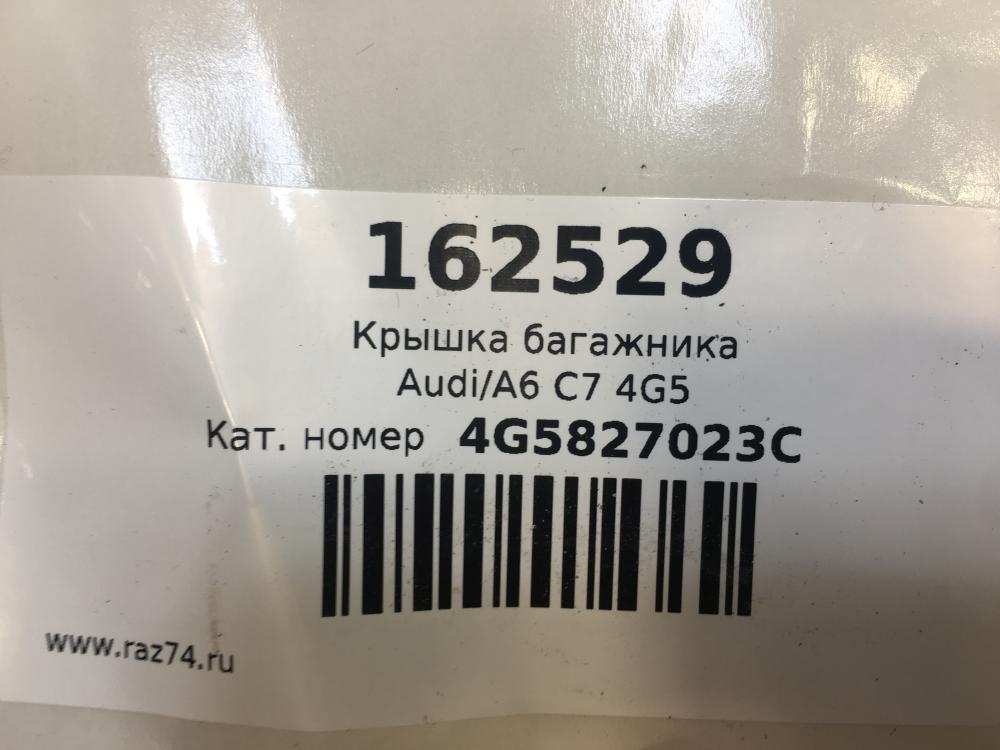 162529
Крышка багажника
Audi/A6 C7 4G5
Кат. номер 4G5827023C
www.raz74.ru